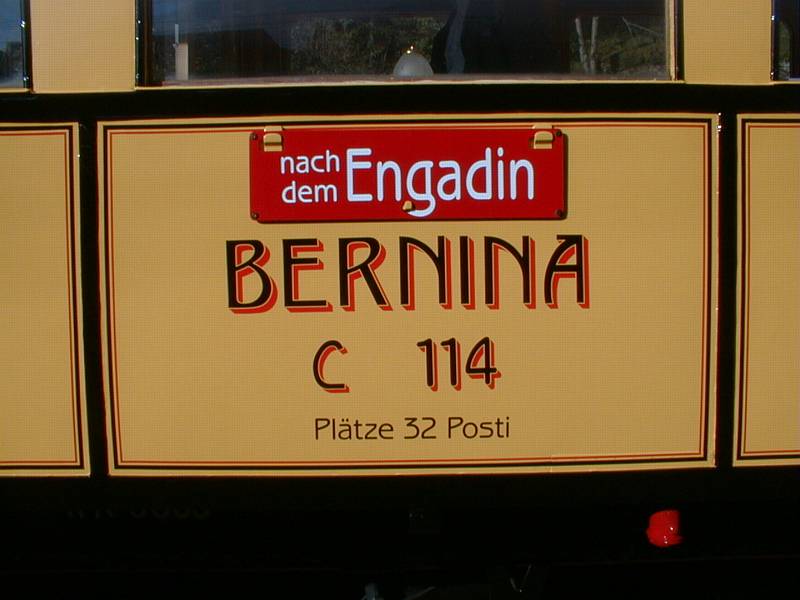 nach
dem Engadin
BERNINA
C 114
Plätze 32 Posti